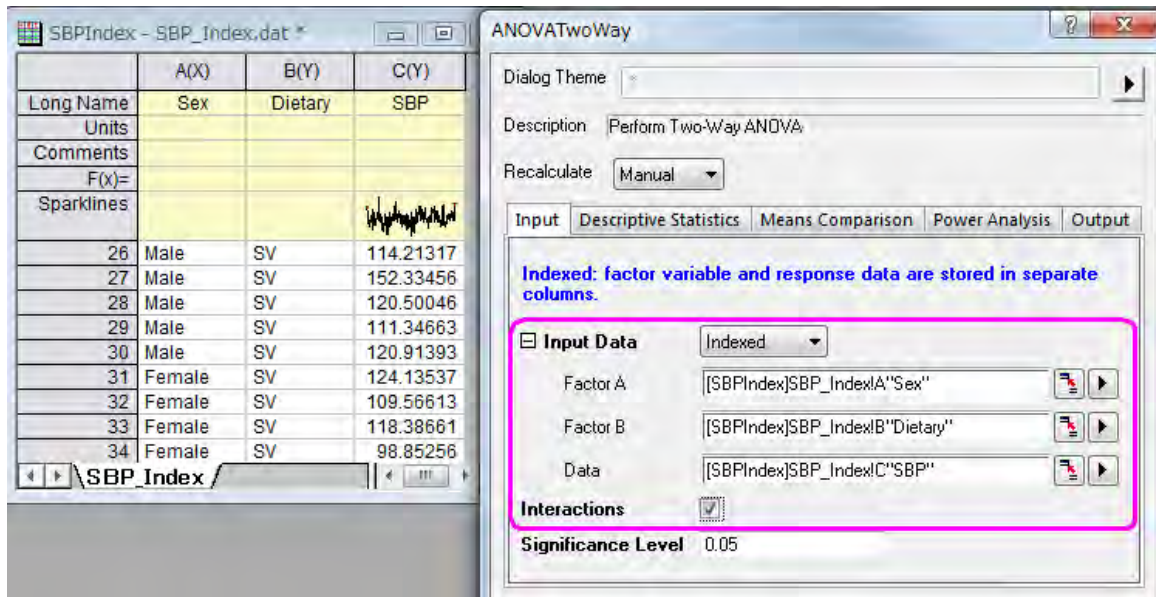 SBPIndex - SBP_Index.dat *
A(X) B(Y) C(Y)
Long Name Sex Dietary SBP
Units
Comments
F(x)=
Sparklines
26 Male SV 114.21317
27 Male SV 152.33456
28 Male SV 120.50046
29 Male SV 111.34663
30 Male SV 120.91393
31 Female SV 124.13537
32 Female SV 109.56613
33 Female SV 118.38661
34 Female SV 98.85256
SBP_Index
ANOVATwoWay
Dialog Theme *
Description Perform Two-Way ANOVA
Recalculate Manual
Input Descriptive Statistics Means Comparison Power Analysis Output
Indexed: factor variable and response data are stored in separate
columns.
Input Data Indexed
Factor A [SBPIndex]SBP_Index!A"Sex"
Factor B [SBPIndex]SBP_Index!B"Dietary"
Data [SBPIndex]SBP_Index!C"SBP"
Interactions
Significance Level 0.05